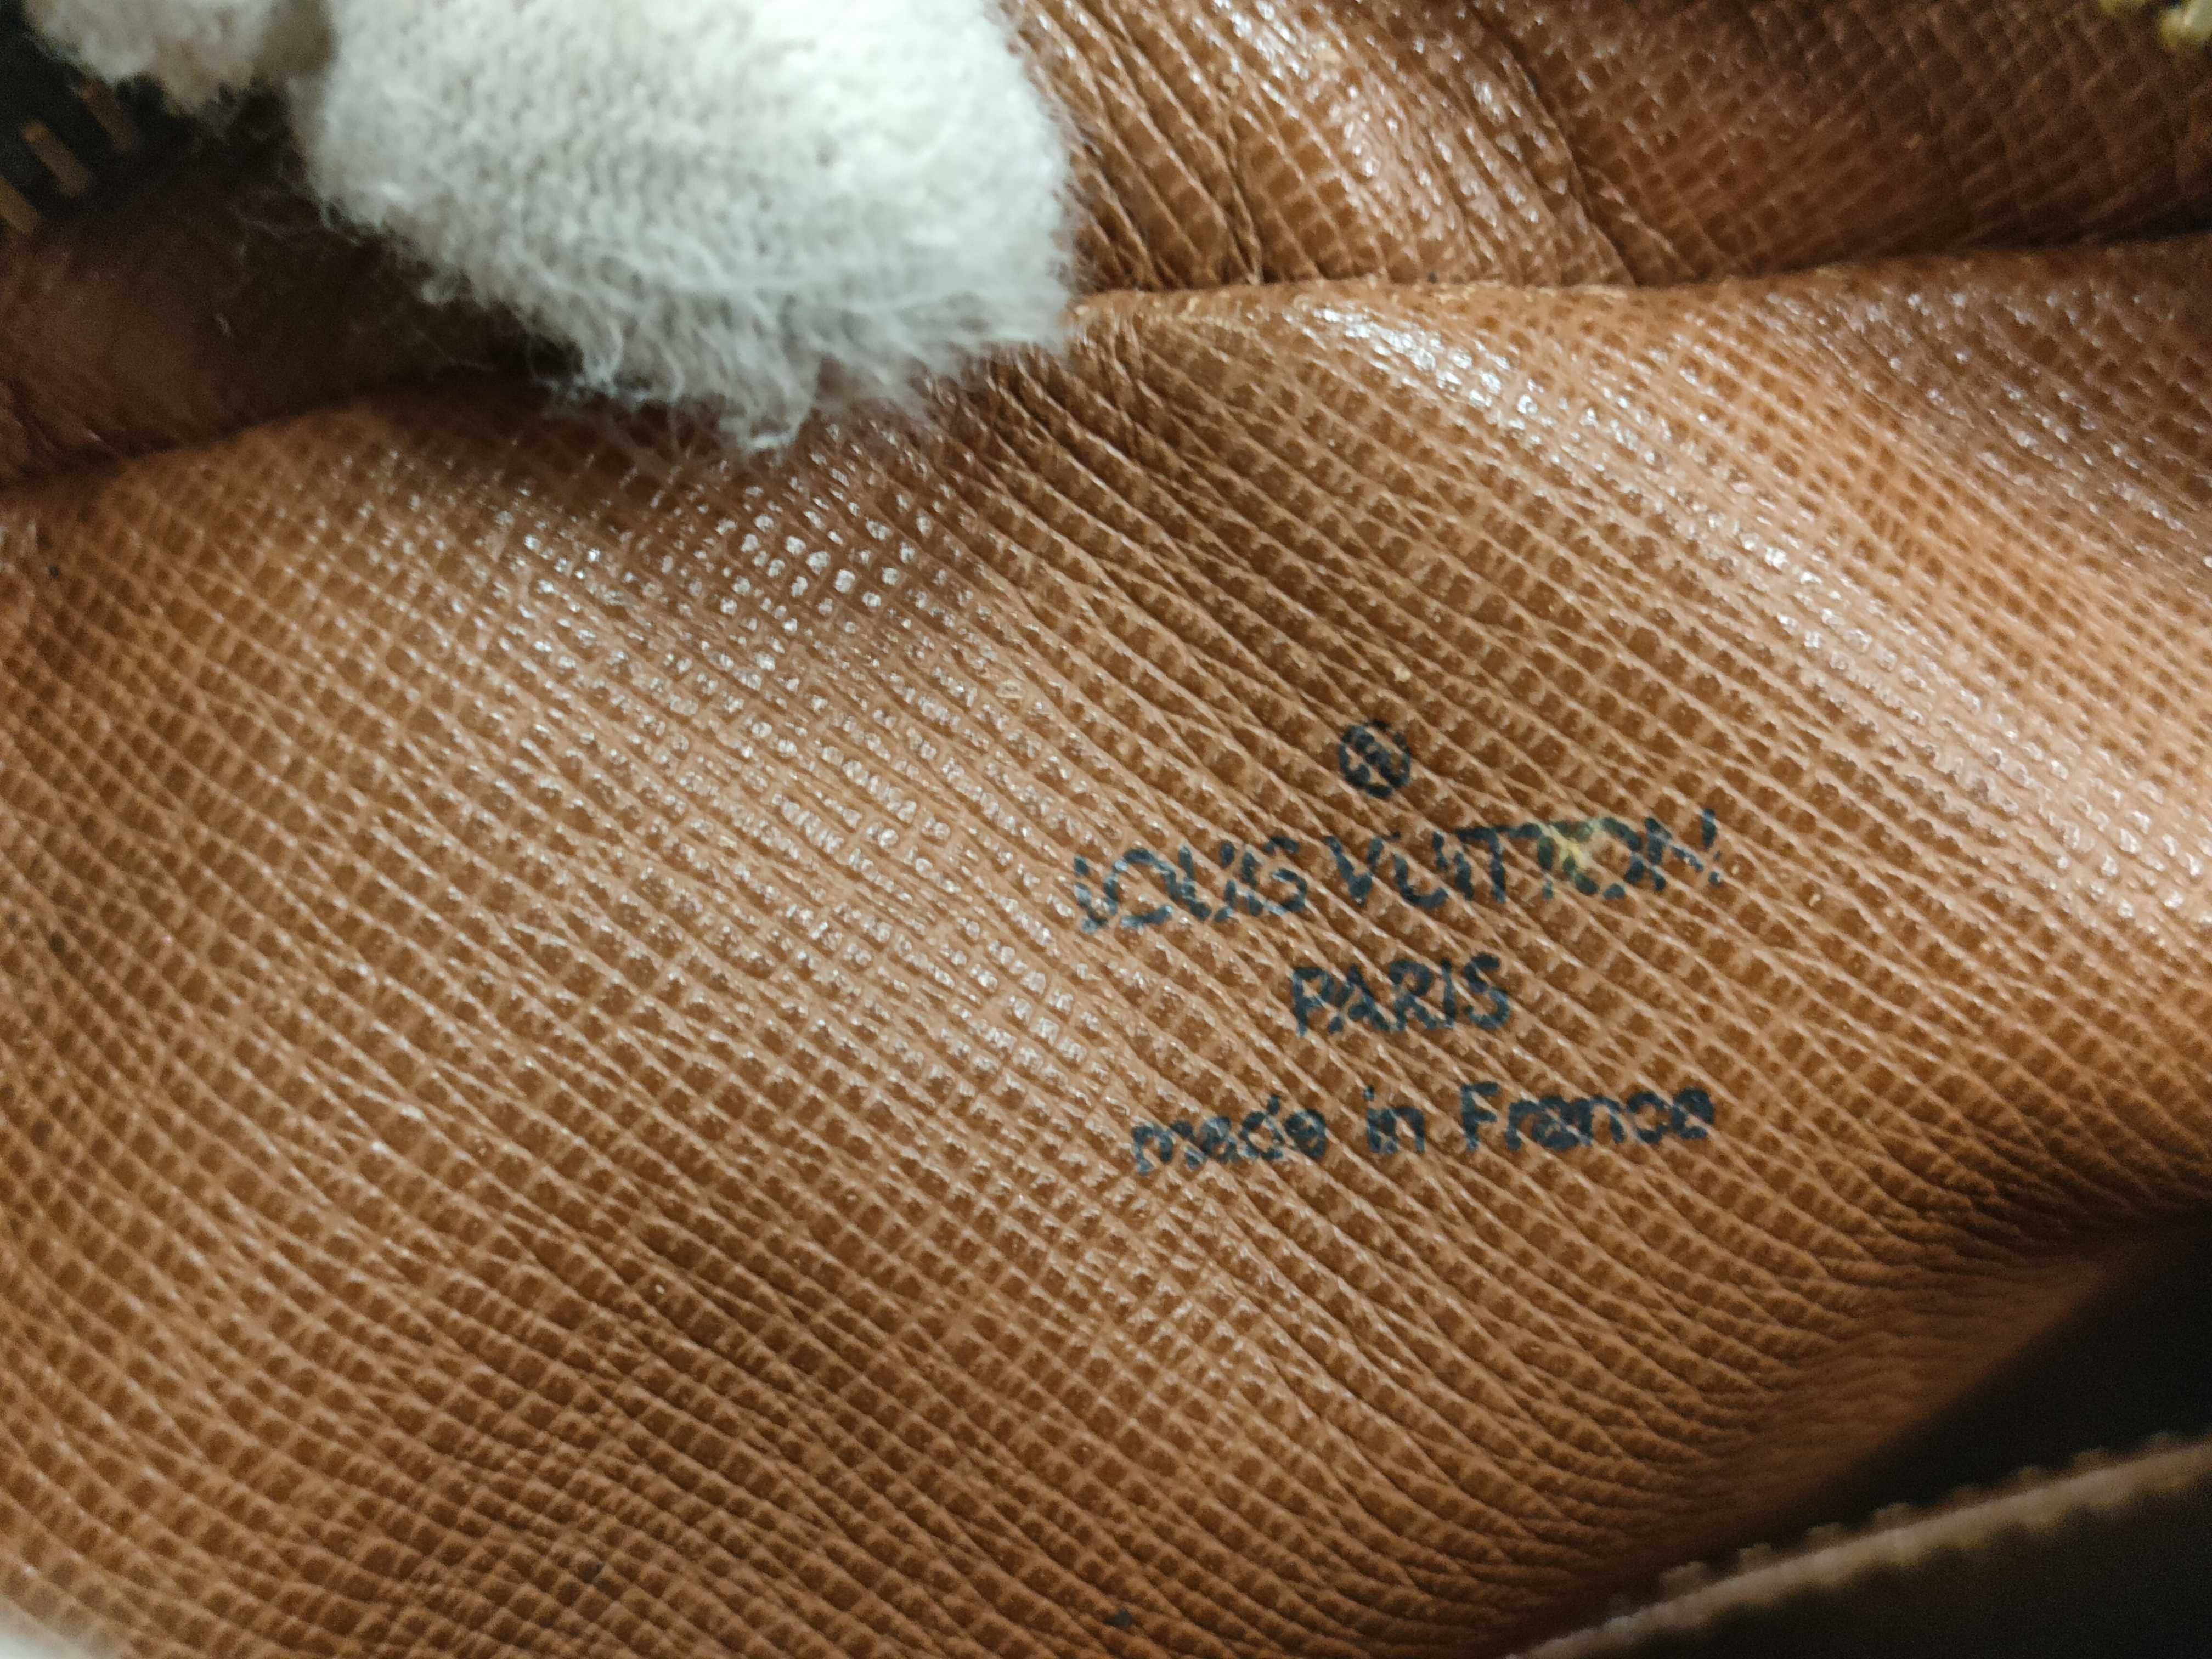 ®
LOUIS VUITTON
PARIS
made in France